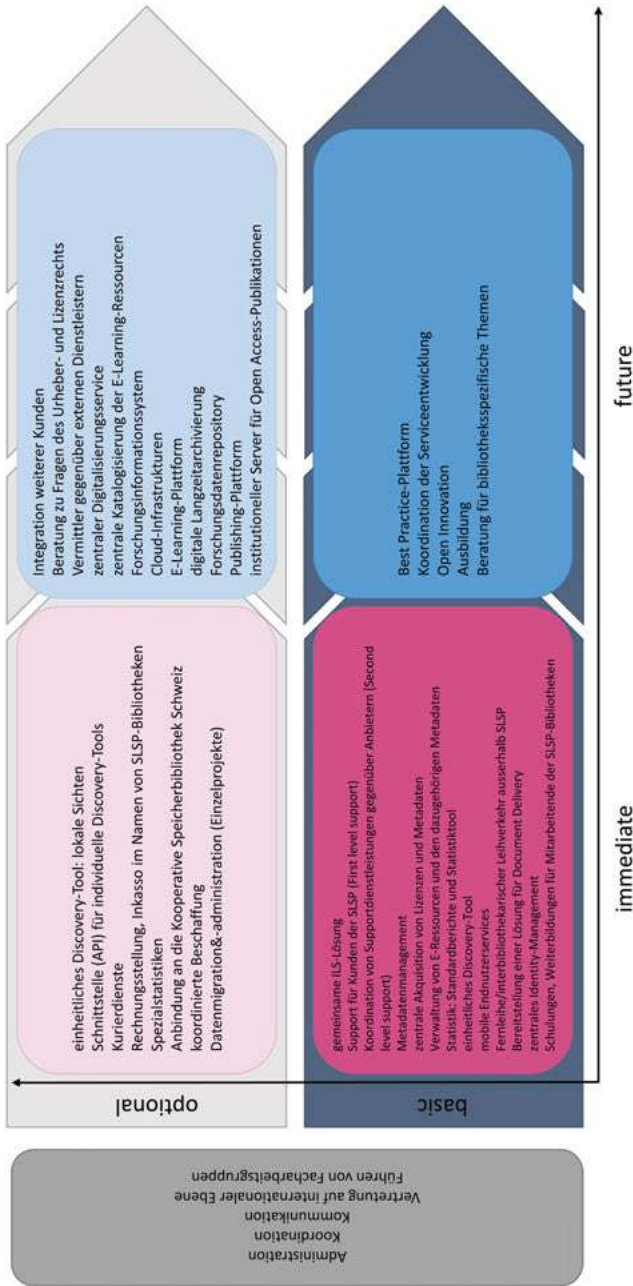 Administration
Koordination
Kommunikation
Vertretung auf internationaler Ebene
Führen von Facharbeitsgruppen
optional
einheitliches Discovery-Tool: lokale Sichten
Schnittstelle (API) für individuelle Discovery-Tools
Kurierdienste
Rechnungsstellung, Inkasso im Namen von SLSP-Bibliotheken
Spezialstatistiken
Anbindung an die Kooperative Speicherbibliothek Schweiz
koordinierte Beschaffung
Datenmigration&-administration (Einzelprojekte)
Integration weiterer Kunden
Beratung zu Fragen des Urheber- und Lizenzrechts
Vermittler gegenüber externen Dienstleistern
zentraler Digitalisierungsservice
zentrale Katalogisierung der E-Learning-Ressourcen
Forschungsinformationssystem
Cloud-Infrastrukturen
E-Learning-Plattform
digitale Langzeitarchivierung
Forschungsdatenrepository
Publishing-Plattform
institutioneller Server für Open Access-Publikationen
basic
gemeinsame ILS-Lösung
Support für Kunden der SLSP (First level support)
Koordination von Supportdienstleistungen gegenüber Anbietern (Second
level support)
Metadatenmanagement
zentrale Akquisition von Lizenzen und Metadaten
Verwaltung von E-Ressourcen und den dazugehörigen Metadaten
Statistik: Standardberichte und Statistiktool
einheitliches Discovery-Tool
mobile Endnutzerservices
Fernleihe/interbibliothekarischer Leihverkehr ausserhalb SLSP
Bereitstellung einer Lösung für Document Delivery
zentrales Identity-Management
Schulungen, Weiterbildungen für Mitarbeitende der SLSP-Bibliotheken
Best Practice-Plattform
Koordination der Serviceentwicklung
Open Innovation
Ausbildung
Beratung für bibliotheksspezifische Themen
immediate
future